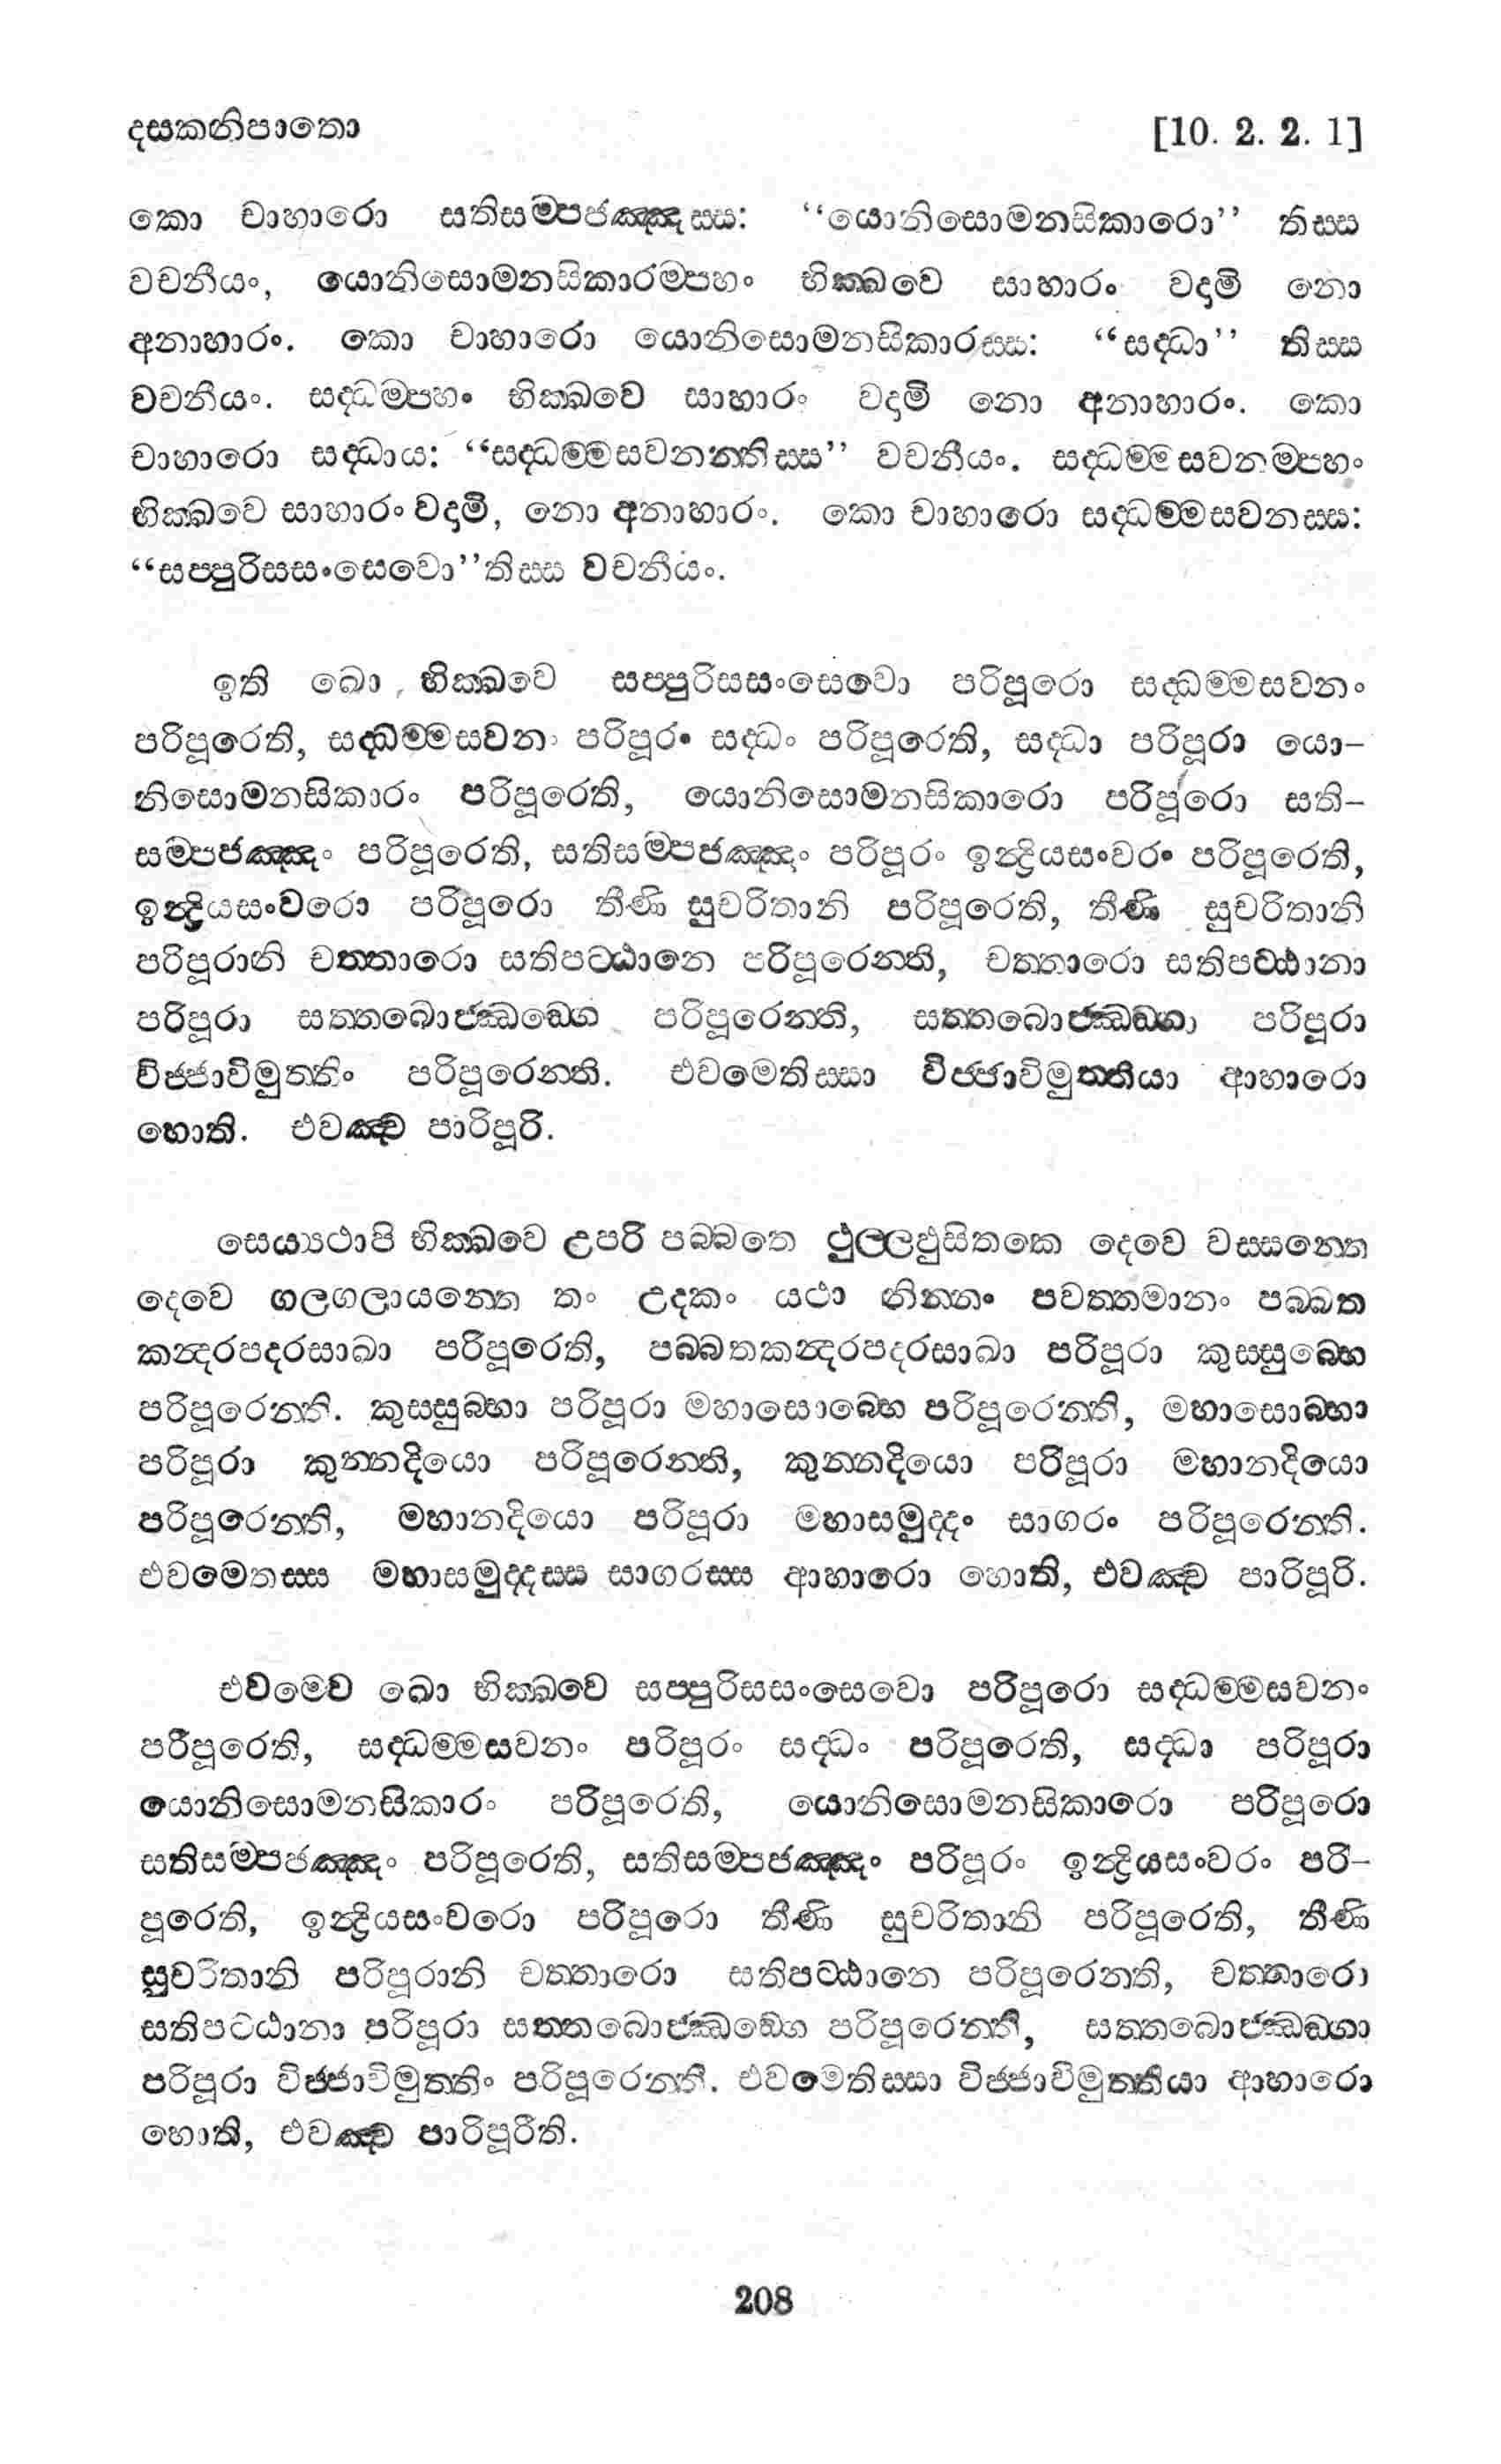 දසකනිපාතො [10. 2. 2. 1]
කො චාහාරො සතිසම්පජඤ්ඤස්ස: “යොනිසොමනසිකාරො” තිස්ස
වචනීයං, යොනිසොමනසිකාරම්පහං භික්ඛවෙ සාහාරං වදාමි නො
අනාහාරං. කො චාහාරො යොනිසොමනසිකාරස්ස: “සද්ධා” තිස්ස
වචනීයං. සද්ධම්පහං භික්ඛවෙ සාහාරං වදාමි නො අනාහාරං. කො
චාහාරො සද්ධාය: “සද්ධම්මසවනන්තිස්ස” වචනීයං. සද්ධම්මසවනම්පහං
භික්ඛවෙ සාහාරං වදාමි, නො අනාහාරං. කො චාහාරො සද්ධම්මසවනස්ස:
“සප්පුරිසසංසෙවො”තිස්ස වචනීයං.
ඉති ඛො භික්ඛවෙ සප්පුරිසසංසෙවො පරිපූරො සද්ධම්මසවනං
පරිපූරෙති, සද්ධම්මසවනං පරිපූරං සද්ධං පරිපූරෙති, සද්ධා පරිපූරා යො-
නිසොමනසිකාරං පරිපූරෙති, යොනිසොමනසිකාරො පරිපූරො සති-
සම්පජඤ්ඤං පරිපූරෙති, සතිසම්පජඤ්ඤං පරිපූරං ඉන්ද්‍රියසංවරං පරිපූරෙති,
ඉන්ද්‍රියසංවරො පරිපූරො තීණි සුචරිතානි පරිපූරෙති, තීණි සුචරිතානි
පරිපූරානි චත්තාරො සතිපට්ඨානෙ පරිපූරෙන්ති, චත්තාරො සතිපට්ඨානා
පරිපූරා සත්තබොජ්ඣඞ්ගෙ පරිපූරෙන්ති, සත්තබොජ්ඣඞ්ගා පරිපූරා
විජ්ජාවිමුත්තිං පරිපූරෙන්ති. එවමෙතිස්සා විජ්ජාවිමුත්තියා ආහාරො
හොති. එවඤ්ච පාරිපූරි.
සෙය්‍යථාපි භික්ඛවෙ උපරි පබ්බතෙ ථුල්ලඵුසිතකෙ දෙවෙ වස්සන්තෙ
දෙවෙ ගලගලායන්තෙ තං උදකං යථා නින්නං පවත්තමානං පබ්බත
කන්දරපදරසාඛා පරිපූරෙති, පබ්බතකන්දරපදරසාඛා පරිපූරා කුස්සුබ්භෙ
පරිපූරෙන්ති. කුස්සුබ්භා පරිපූරා මහාසොබ්භෙ පරිපූරෙන්ති, මහාසොබ්භා
පරිපූරා කුන්නදියො පරිපූරෙන්ති, කුන්නදියො පරිපූරා මහානදියො
පරිපූරෙන්ති, මහානදියො පරිපූරා මහාසමුද්දං සාගරං පරිපූරෙන්ති.
එවමෙතස්ස මහාසමුද්දස්ස සාගරස්ස ආහාරො හොති, එවඤ්ච පාරිපූරි.
එවමෙව ඛො භික්ඛවෙ සප්පුරිසසංසෙවො පරිපූරො සද්ධම්මසවනං
පරිපූරෙති, සද්ධම්මසවනං පරිපූරං සද්ධං පරිපූරෙති, සද්ධා පරිපූරා
යොනිසොමනසිකාරං පරිපූරෙති, යොනිසොමනසිකාරො පරිපූරො
සතිසම්පජඤ්ඤං පරිපූරෙති, සතිසම්පජඤ්ඤං පරිපූරං ඉන්ද්‍රියසංවරං පරි-
පූරෙති, ඉන්ද්‍රියසංවරො පරිපූරො තීණි සුචරිතානි පරිපූරෙති, තීණි
සුචරිතානි පරිපූරානි චත්තාරො සතිපට්ඨානෙ පරිපූරෙන්ති, චත්තාරො
සතිපට්ඨානා පරිපූරා සත්තබොජ්ඣඞ්ගෙ පරිපූරෙන්ති, සත්තබොජ්ඣඞ්ගා
පරිපූරා විජ්ජාවිමුත්තිං පරිපූරෙන්ති. එවමෙතිස්සා විජ්ජාවිමුත්තියා ආහාරො
හොති, එවඤ්ච පාරිපූරීති.
208